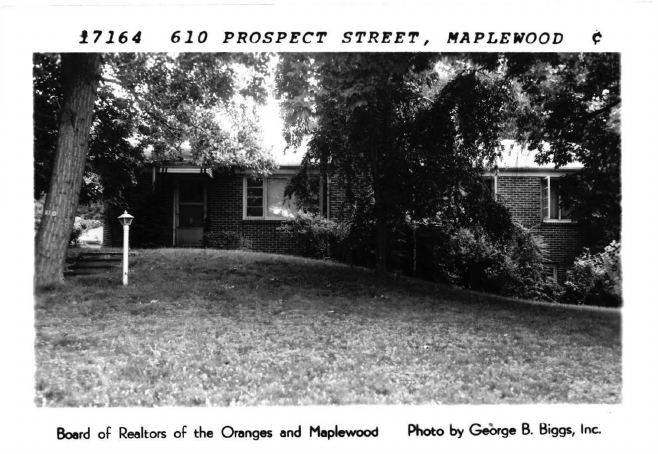 17164 610 PROSPECT STREET, MAPLEWOOD ¢
Board of Realtors of the Oranges and Maplewood Photo by George B. Biggs, Inc.